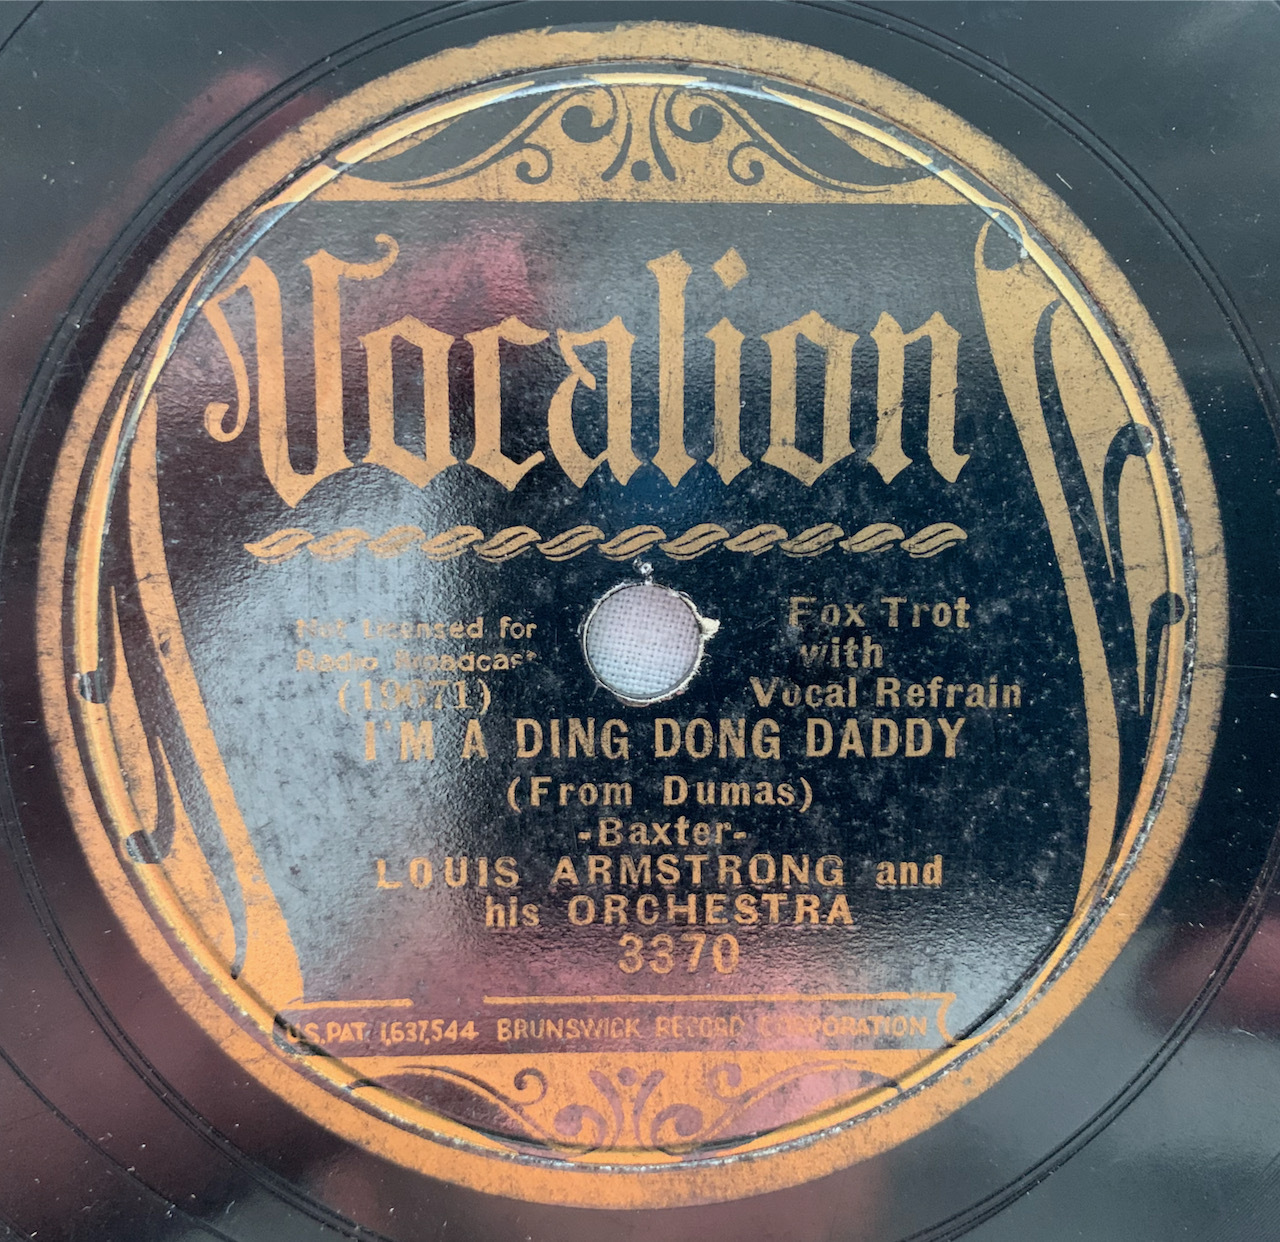 Vocalion
Not Licensed for
Radio Broadcast
(19671)
Fox Trot
with
Vocal Refrain
I'M A DING DONG DADDY
(From Dumas)
-Baxter-
LOUIS ARMSTRONG and
his ORCHESTRA
3370
U.S. PAT. 1,637,544 BRUNSWICK RECORD CORPORATION